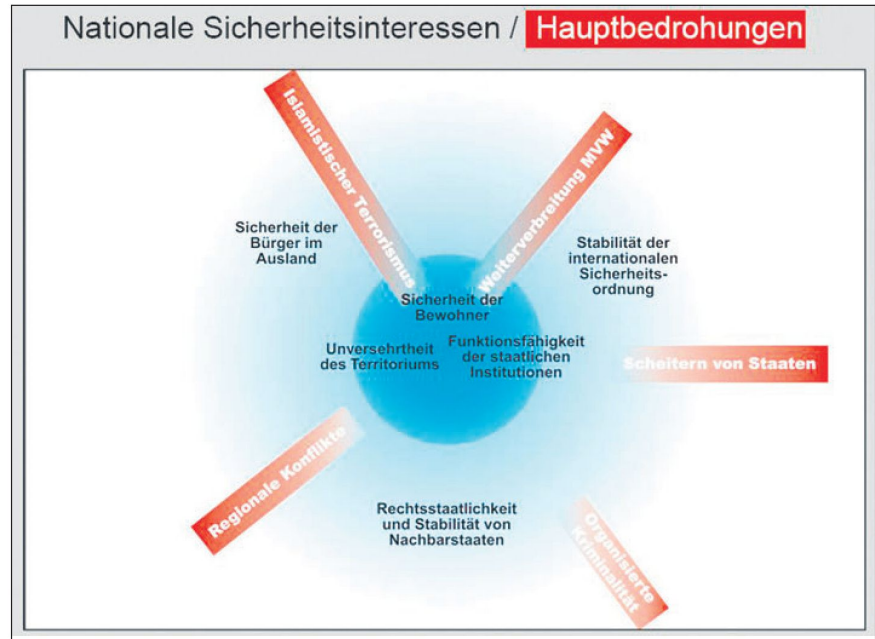 Nationale Sicherheitsinteressen / Hauptbedrohungen
Islamistischer Terrorismus
Weiterverbreitung MVW
Sicherheit der
Bürger im
Ausland
Stabilität der
internationalen
Sicherheits-
ordnung
Sicherheit der
Bewohner
Unversehrtheit
des Territoriums
Funktionsfähigkeit
der staatlichen
Institutionen
Scheitern von Staaten
Regionale Konflikte
Rechtsstaatlichkeit
und Stabilität von
Nachbarstaaten
Organisierte
Kriminalität